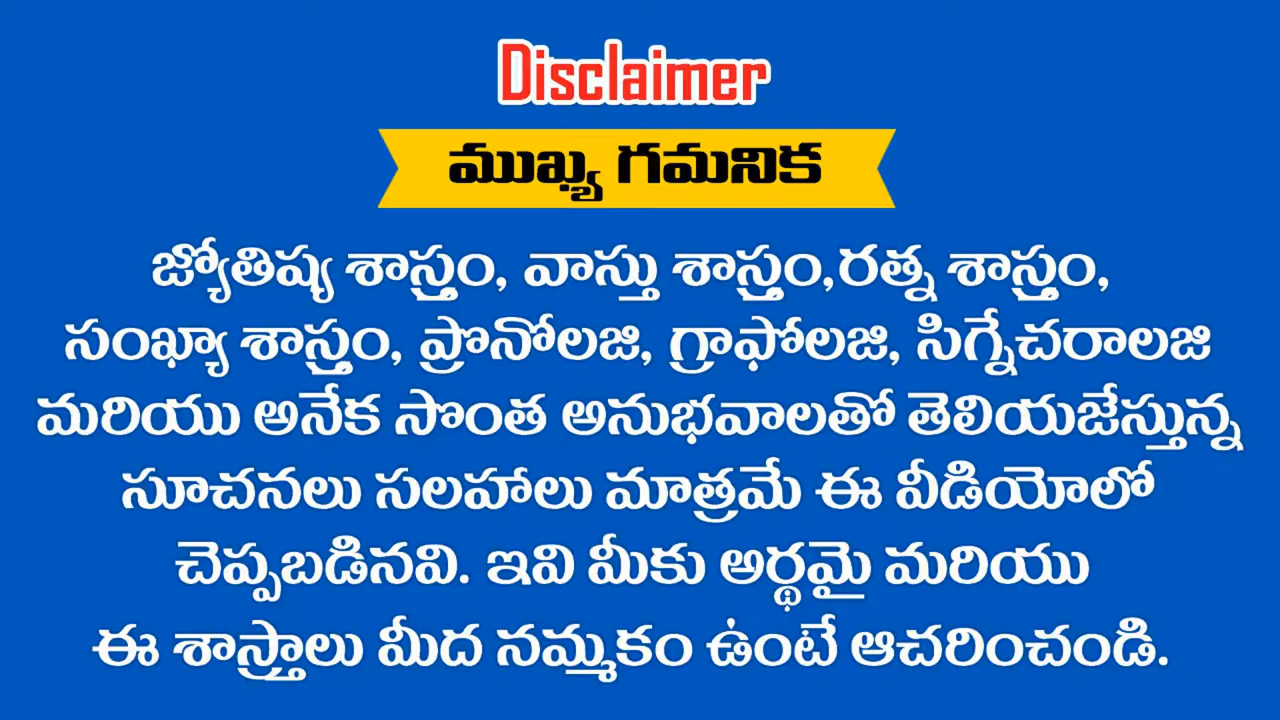 Disclaimer
ముఖ్య గమనిక
జ్యోతిష్య శాస్త్రం, వాస్తు శాస్త్రం,రత్న శాస్త్రం,
సంఖ్యా శాస్త్రం, ప్రొనోలజి, గ్రాఫోలజి, సిగ్నేచరాలజి
మరియు అనేక సొంత అనుభవాలతో తెలియజేస్తున్న
సూచనలు సలహాలు మాత్రమే ఈ వీడియోలో
చెప్పబడినవి. ఇవి మీకు అర్థమై మరియు
ఈ శాస్త్రాలు మీద నమ్మకం ఉంటే ఆచరించండి.